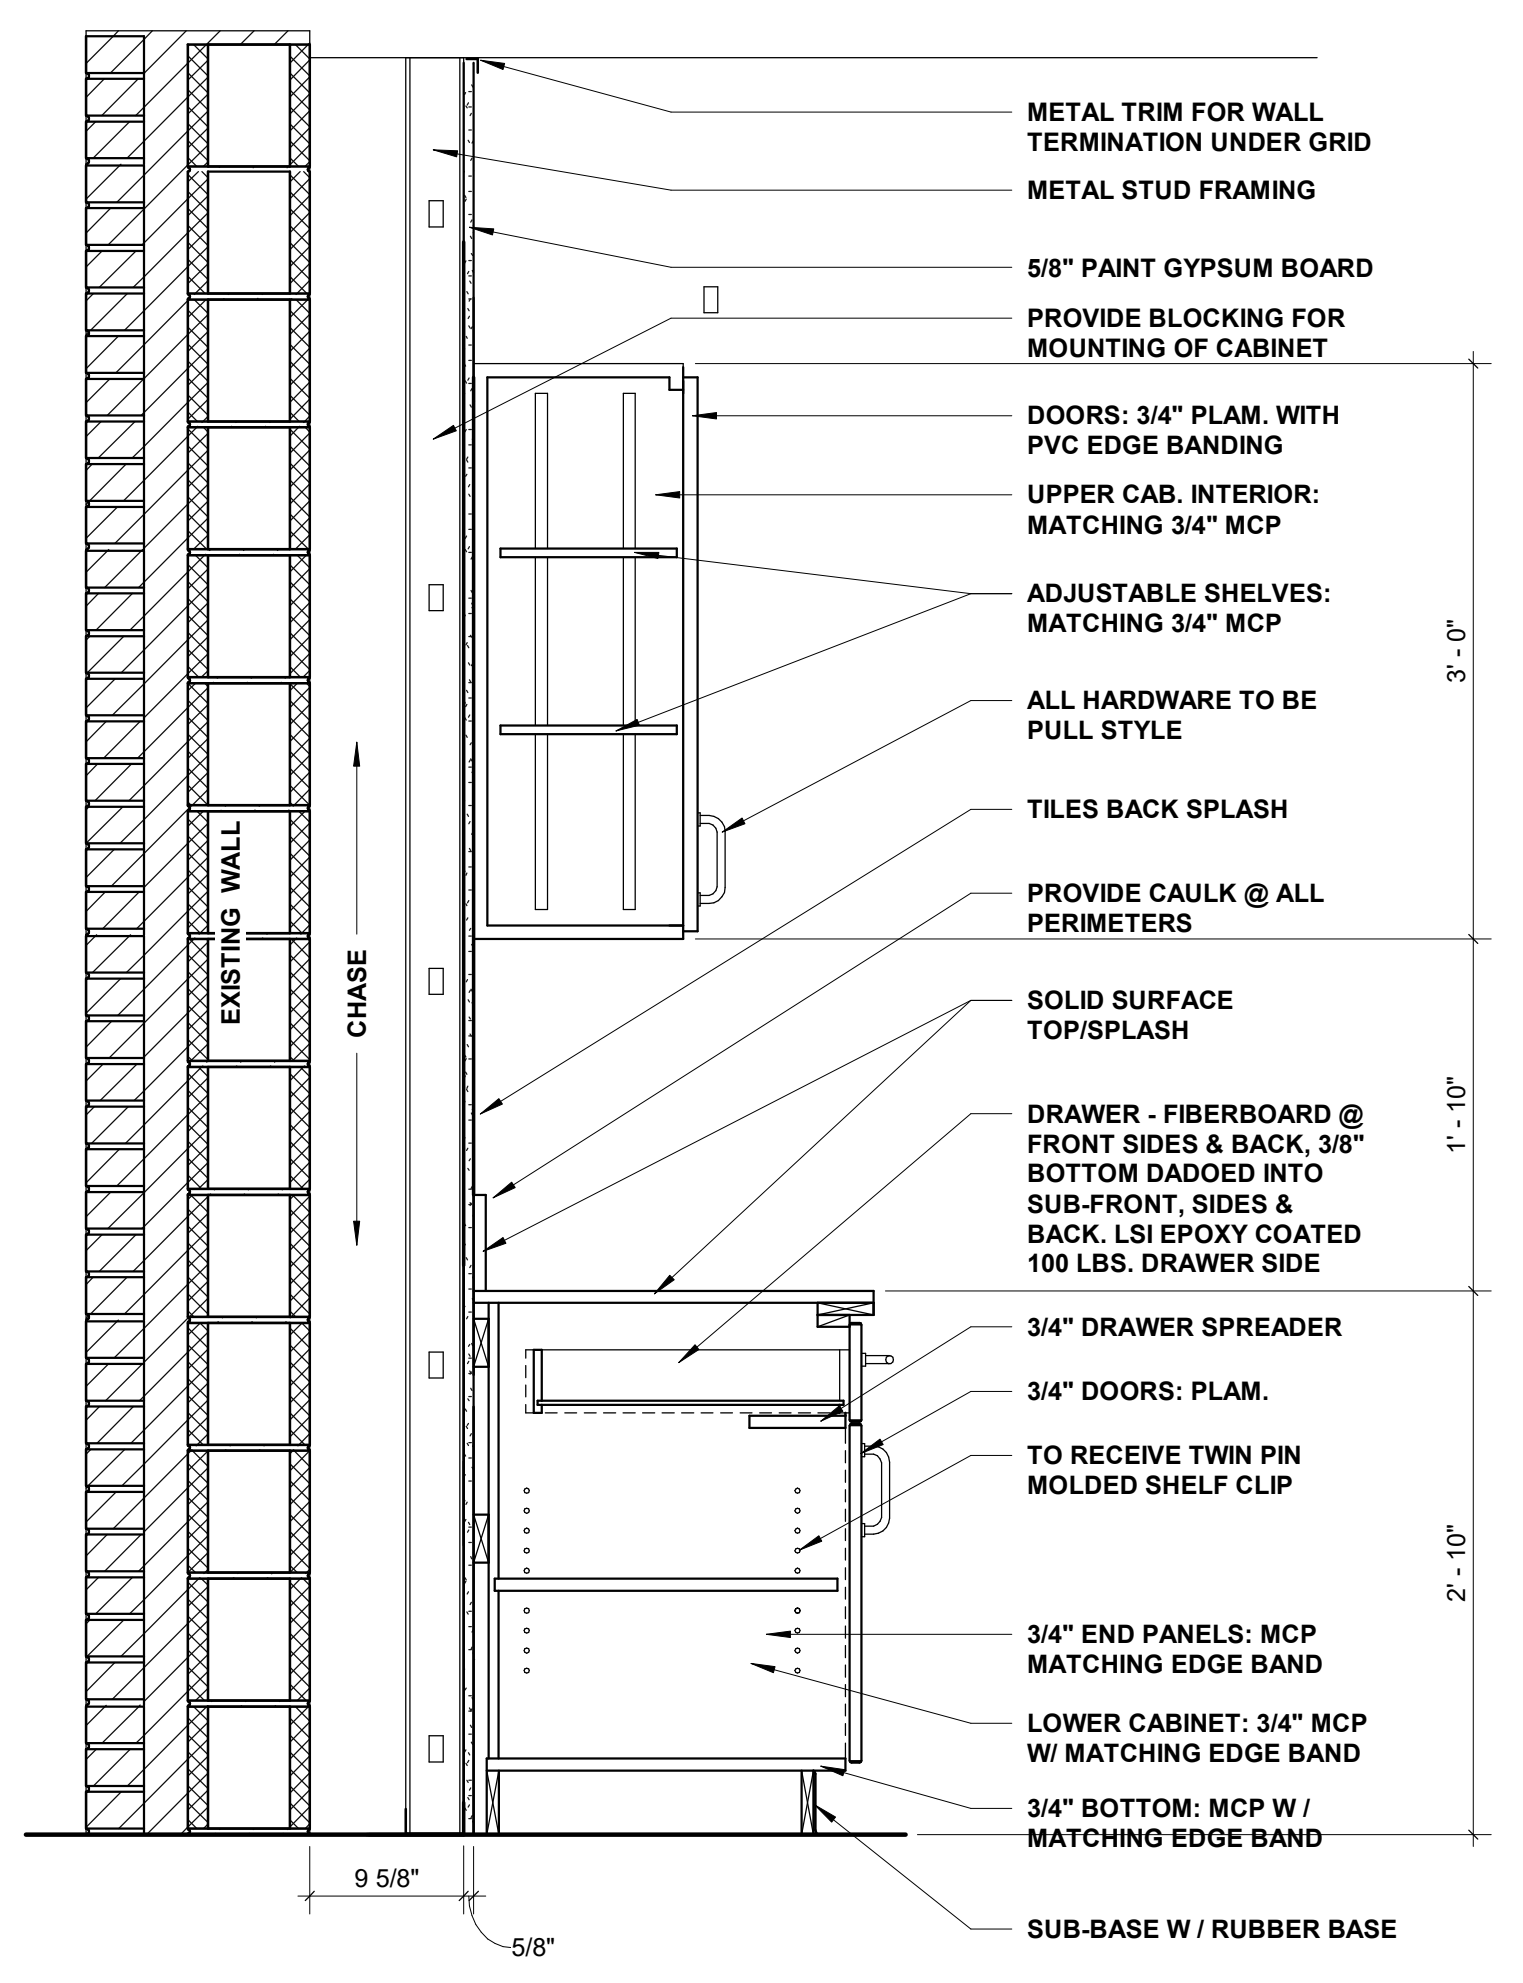 METAL TRIM FOR WALL
TERMINATION UNDER GRID
METAL STUD FRAMING
5/8" PAINT GYPSUM BOARD
PROVIDE BLOCKING FOR
MOUNTING OF CABINET
DOORS: 3/4" PLAM. WITH
PVC EDGE BANDING
UPPER CAB. INTERIOR:
MATCHING 3/4" MCP
ADJUSTABLE SHELVES:
MATCHING 3/4" MCP
3' - 0"
ALL HARDWARE TO BE
PULL STYLE
TILES BACK SPLASH
EXISTING WALL
CHASE
PROVIDE CAULK @ ALL
PERIMETERS
SOLID SURFACE
TOP/SPLASH
1' - 10"
DRAWER - FIBERBOARD @
FRONT SIDES & BACK, 3/8"
BOTTOM DADOED INTO
SUB-FRONT, SIDES &
BACK. LSI EPOXY COATED
100 LBS. DRAWER SIDE
3/4" DRAWER SPREADER
3/4" DOORS: PLAM.
TO RECEIVE TWIN PIN
MOLDED SHELF CLIP
2' - 10"
3/4" END PANELS: MCP
MATCHING EDGE BAND
LOWER CABINET: 3/4" MCP
W/ MATCHING EDGE BAND
3/4" BOTTOM: MCP W /
MATCHING EDGE BAND
9 5/8"
5/8"
SUB-BASE W / RUBBER BASE